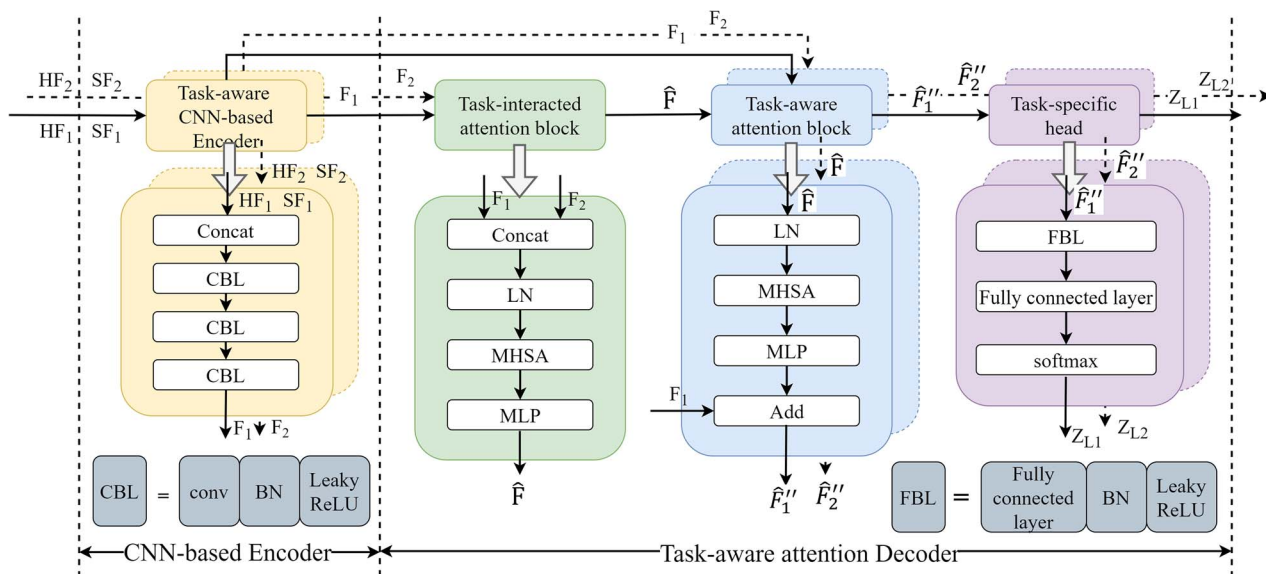 F₁ F₂
HF₂ SF₂
HF₁ SF₁
Task-aware
CNN-based
Encoder
F₁ F₂
Task-interacted
attention block
F̂
Task-aware
attention block
F̂₁′′ F̂₂′′
Task-specific
head
Z_L1 Z_L2
HF₂ SF₂
HF₁ SF₁
Concat
CBL
CBL
CBL
F₁ F₂
F₁ F₂
Concat
LN
MHSA
MLP
F̂
F̂
F̂
LN
MHSA
MLP
F₁
Add
F̂₁′′ F̂₂′′
F̂₂′′
F̂₁′′
FBL
Fully connected layer
softmax
Z_L1 Z_L2
CBL = conv BN Leaky
ReLU
FBL = Fully
connected
layer
BN
Leaky
ReLU
CNN-based Encoder
Task-aware attention Decoder